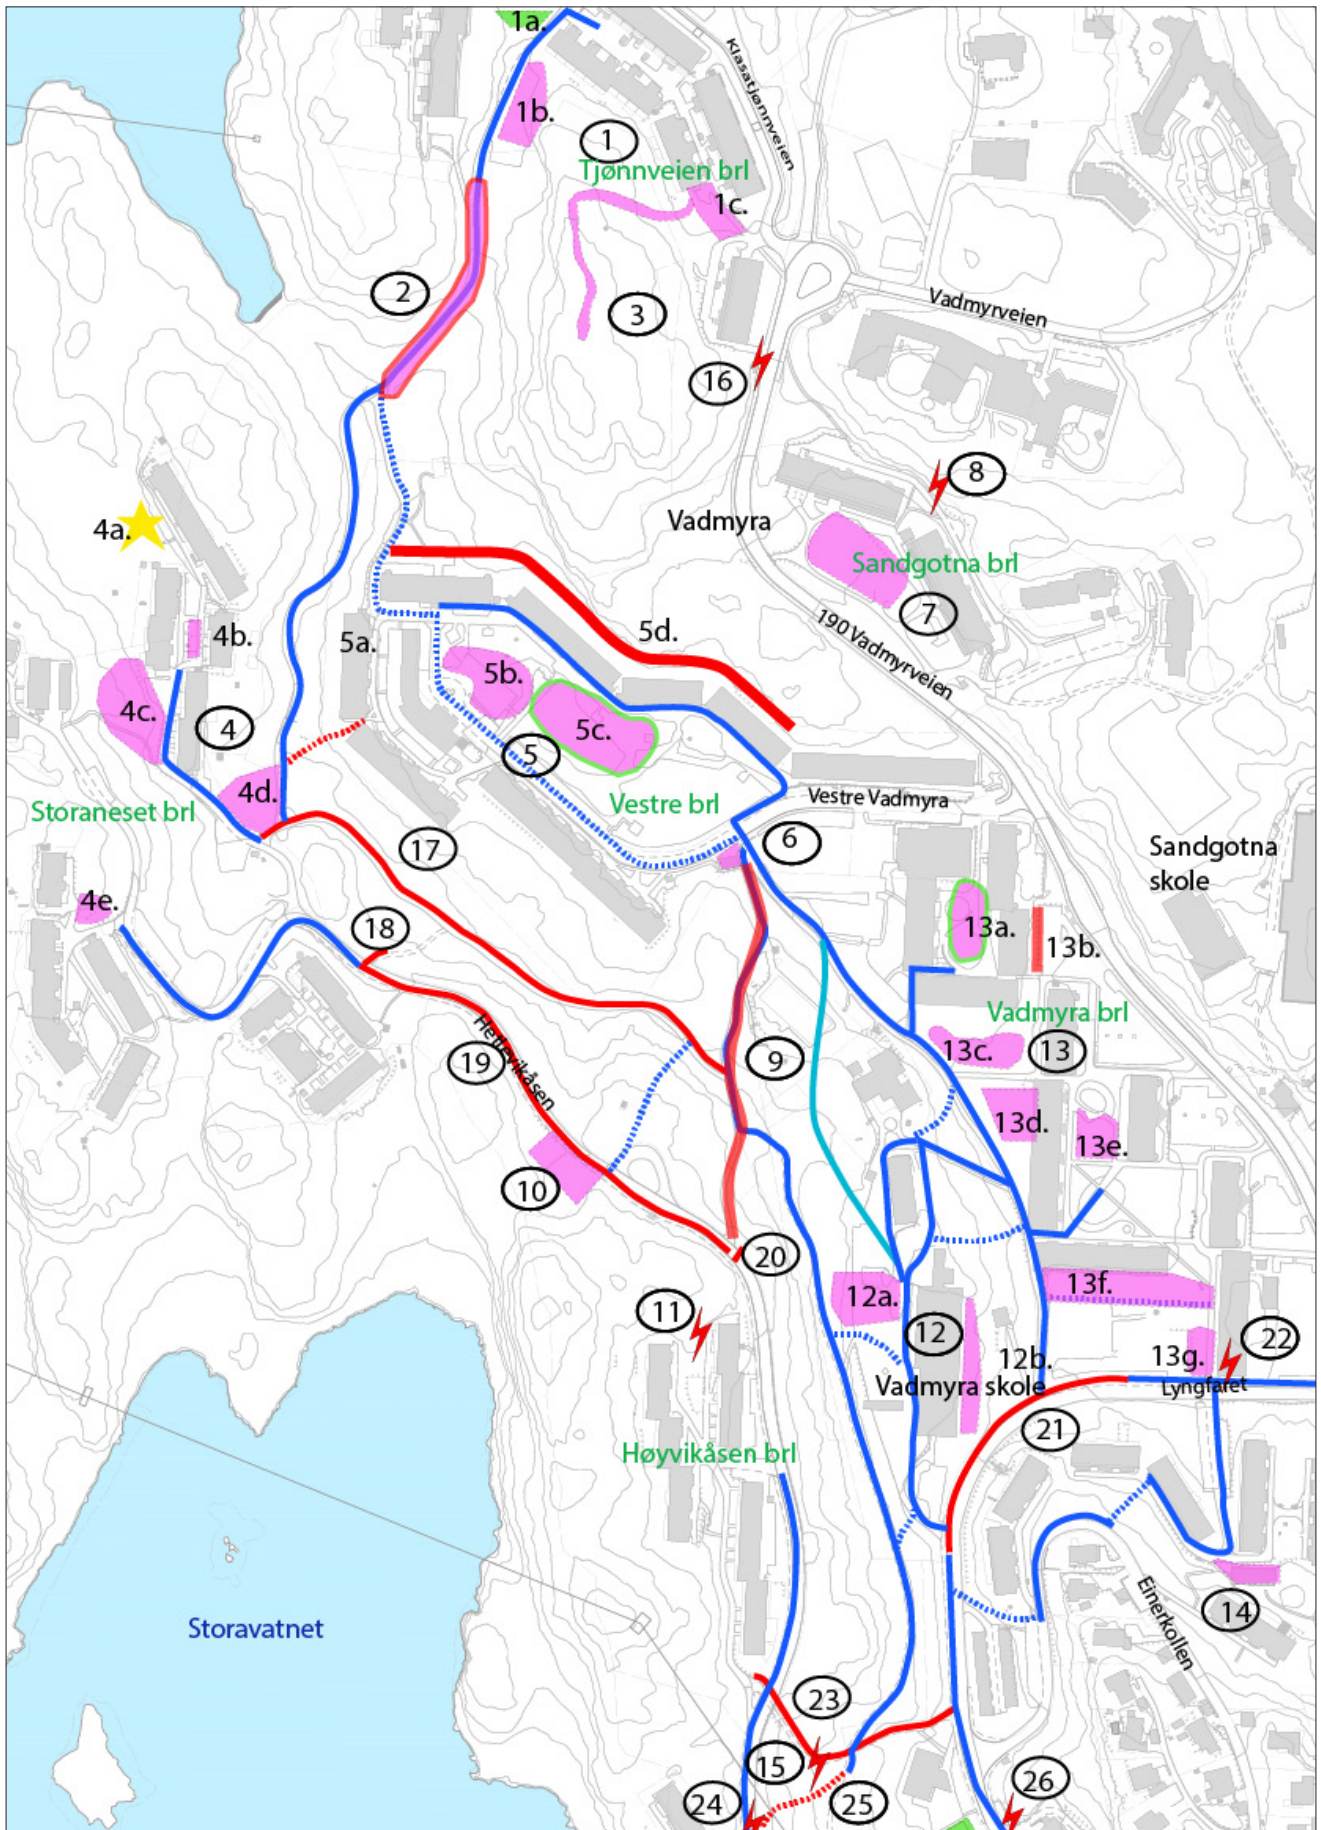 1a.
Klasatjønnveien
1b.
1
Tjønnveien brl
1c.
2
3
Vadmyrveien
16
8
Vadmyra
4a.
Sandgotna brl
7
190 Vadmyrveien
4b.
5a.
5d.
5b.
4c.
4
5c.
5
4d.
Vestre brl
Vestre Vadmyra
Storaneset brl
6
17
Sandgotna
skole
4e.
18
13a.
13b.
Vadmyra brl
9
13c.
13
19
13d.
13e.
10
20
12a.
13f.
11
12
22
12b.
13g.
Vadmyra skole
Lyngfaret
21
Høyvikåsen brl
Einerkollen
14
Storavatnet
23
15
24
25
26